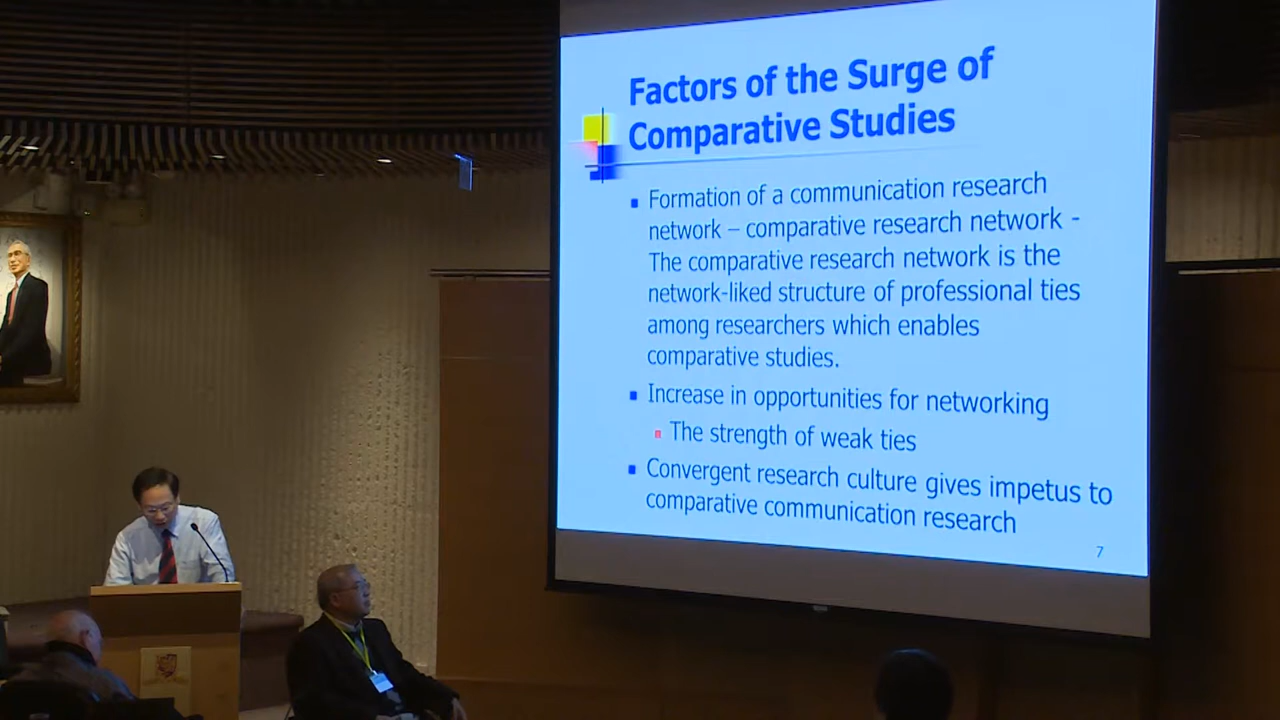 Factors of the Surge of
Comparative Studies
Formation of a communication research
network – comparative research network -
The comparative research network is the
network-liked structure of professional ties
among researchers which enables
comparative studies.
Increase in opportunities for networking
The strength of weak ties
Convergent research culture gives impetus to
comparative communication research
7